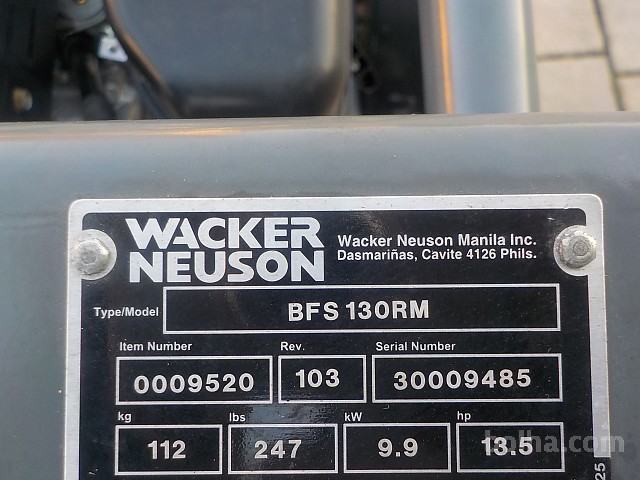 WACKER
NEUSON
Wacker Neuson Manila Inc.
Dasmariñas, Cavite 4126 Phils.
Type/Model BFS 130RM
Item Number Rev. Serial Number
0009520 103 30009485
kg lbs kW hp
112 247 9.9 13.5
bolha.com
25